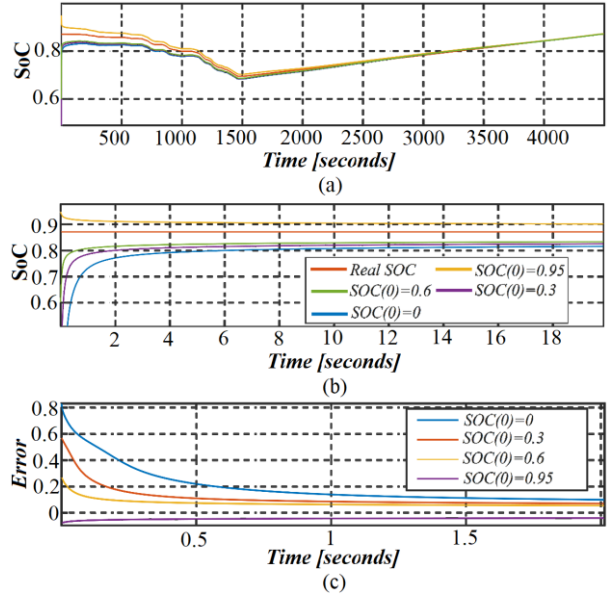 SoC
0.8
0.6
500 1000 1500 2000 2500 3000 3500 4000
Time [seconds]
(a)
SoC
0.9
0.8
0.7
0.6
Real SOC SOC(0)=0.95
SOC(0)=0.6 SOC(0)=0.3
SOC(0)=0
2 4 6 8 10 12 14 16 18
Time [seconds]
(b)
Error
0.8
0.6
0.4
0.2
0
SOC(0)=0
SOC(0)=0.3
SOC(0)=0.6
SOC(0)=0.95
0.5 1 1.5
Time [seconds]
(c)